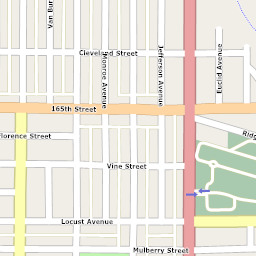 Van Bur
Cleveland Street
Monroe Avenue
Jefferson Avenue
Euclid Avenue
165th Street
Florence Street
Ridg
Vine Street
Locust Avenue
Mulberry Street